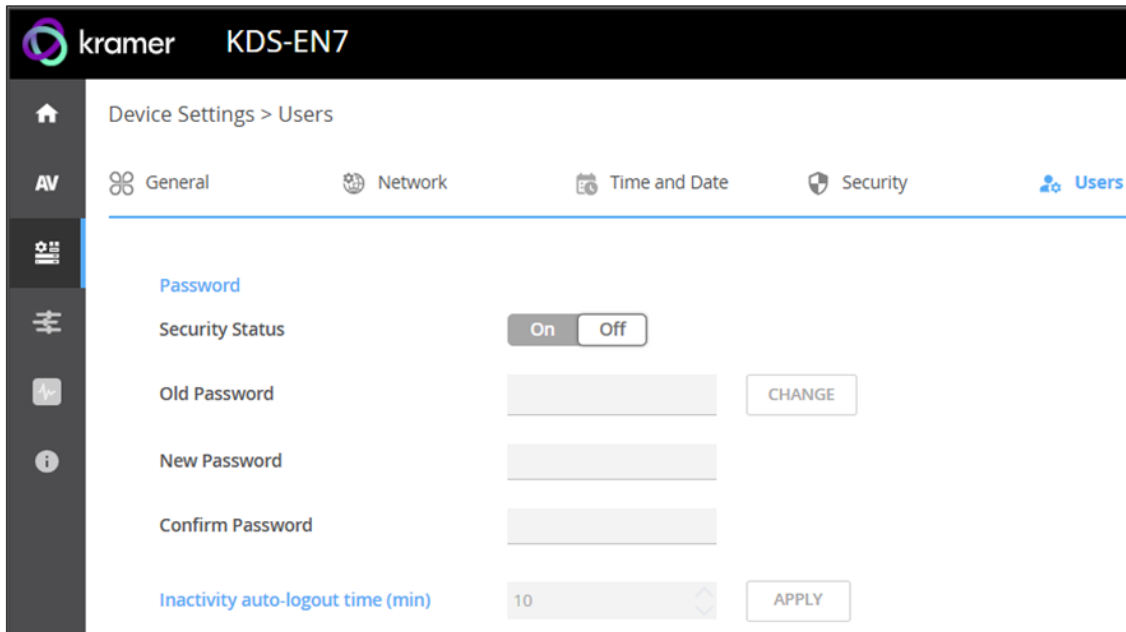 kramer KDS-EN7
Device Settings > Users
AV General Network Time and Date Security Users
Password
Security Status On Off
Old Password CHANGE
New Password
Confirm Password
Inactivity auto-logout time (min) 10 APPLY